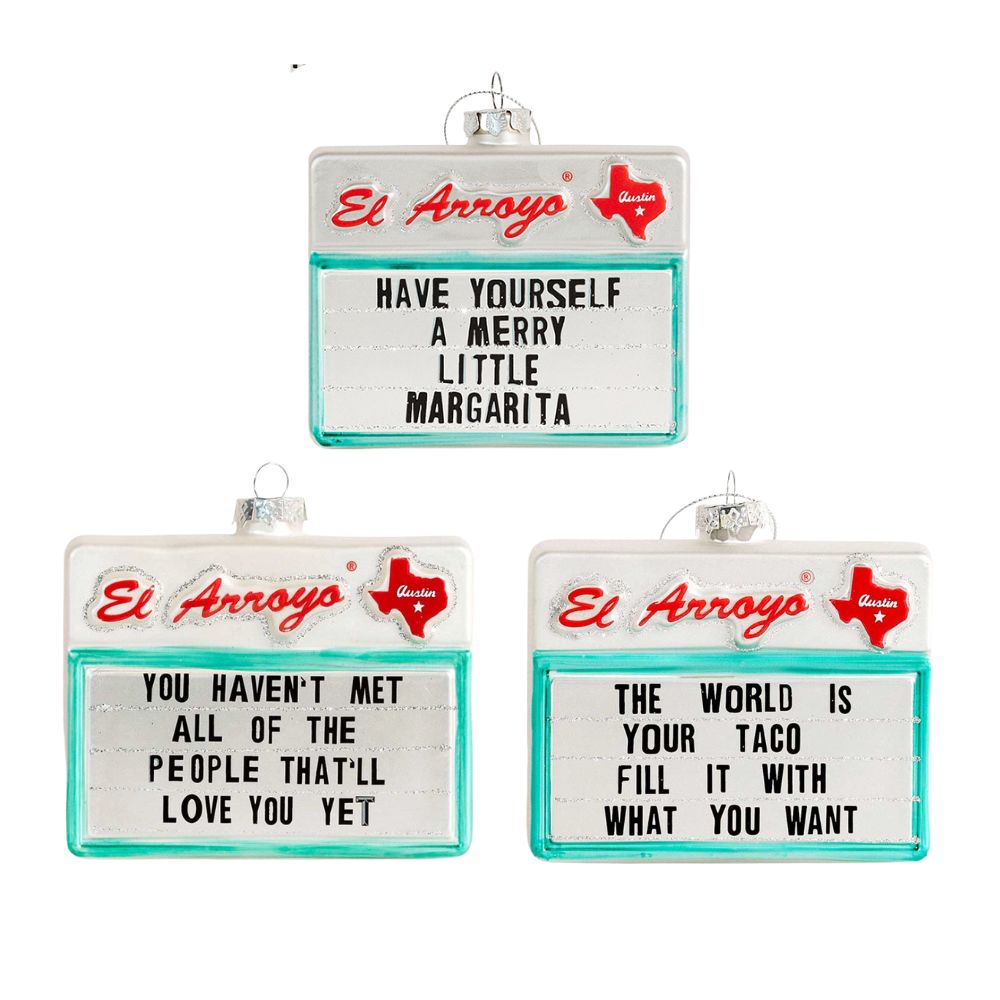 El Arroyo®
Austin
HAVE YOURSELF
A MERRY
LITTLE
MARGARITA
El Arroyo®
Austin
YOU HAVEN'T MET
ALL OF THE
PEOPLE THAT'LL
LOVE YOU YET
El Arroyo®
Austin
THE WORLD IS
YOUR TACO
FILL IT WITH
WHAT YOU WANT